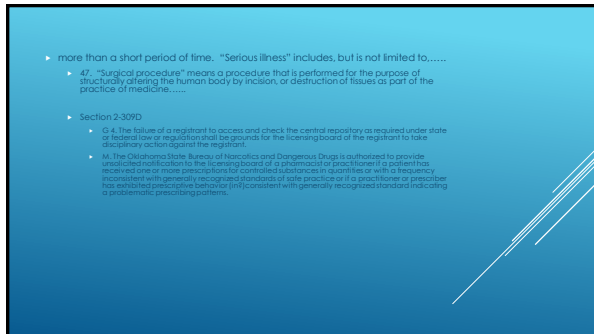 more than a short period of time. “Serious illness” includes, but is not limited to,……
47. “Surgical procedure” means a procedure that is performed for the purpose of
structurally altering the human body by incision, or destruction of tissues as part of the
practice of medicine……
Section 2-309D
G 4. The failure of a registrant to access and check the central repository as required under state
or federal law or regulation shall be grounds for the licensing board of the registrant to take
disciplinary action against the registrant.
M. The Oklahoma State Bureau of Narcotics and Dangerous Drugs is authorized to provide
unsolicited notification to the licensing board of a pharmacist or practitioner if a patient has
received one or more prescriptions for controlled substances in quantities or with a frequency
inconsistent with generally recognized standards of safe practice or if a practitioner or prescriber
has exhibited prescriptive behavior (in?)consistent with generally recognized standard indicating
a problematic prescribing patterns.